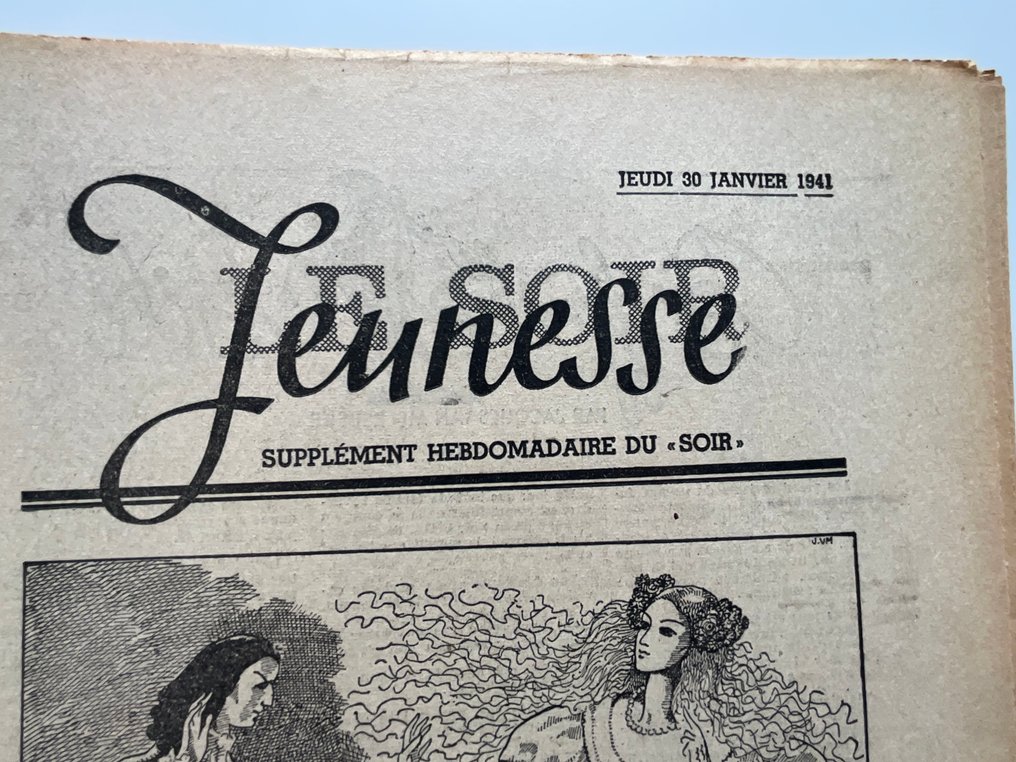 JEUDI 30 JANVIER 1941
LE SOIR
Jeunesse
SUPPLÉMENT HEBDOMADAIRE DU «SOIR»
J.VM